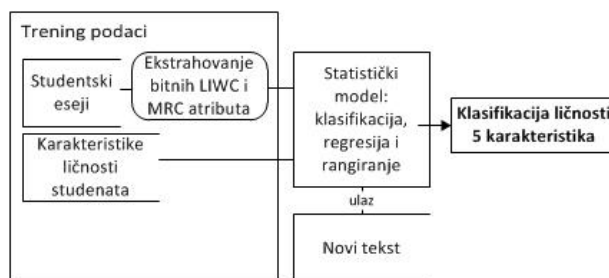 Trening podaci
Studentski
eseji
Ekstrahovanje
bitnih LIWC i
MRC atributa
Karakteristike
ličnosti
studenata
Statistički
model:
klasifikacija,
regresija i
rangiranje
Klasifikacija ličnosti
5 karakteristika
ulaz
Novi tekst